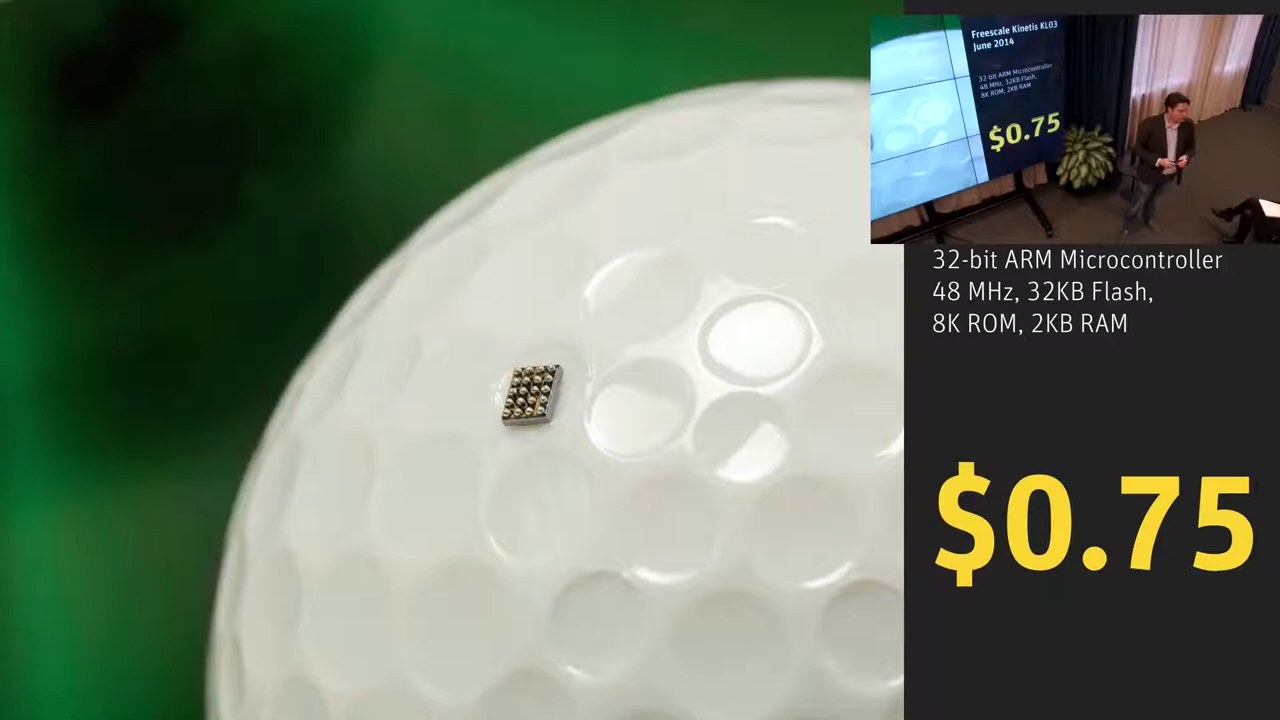 Freescale Kinetis KL03
June 2014
32-bit ARM Microcontroller
48 MHz, 32KB Flash,
8K ROM, 2KB RAM
$0.75
32-bit ARM Microcontroller
48 MHz, 32KB Flash,
8K ROM, 2KB RAM
$0.75